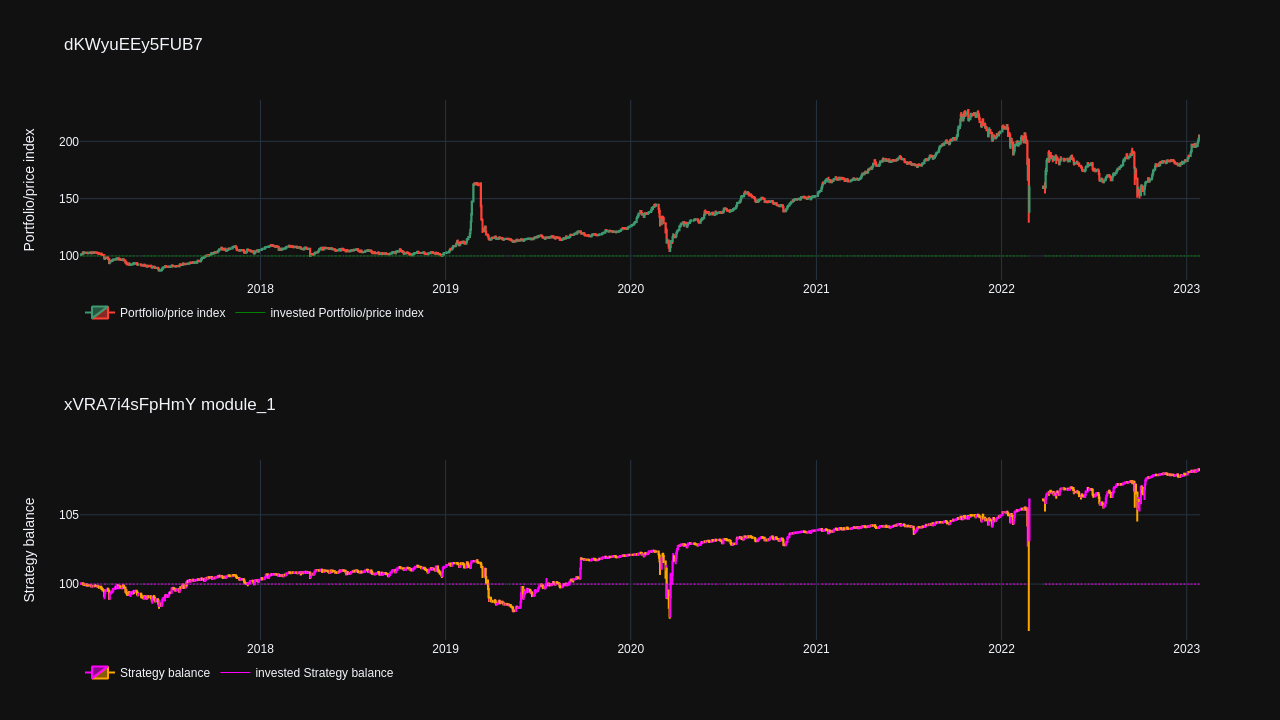 dKWyuEEy5FUB7
Portfolio/price index
200
150
100
2018
2019
2020
2021
2022
2023
Portfolio/price index
invested Portfolio/price index
xVRA7i4sFpHmY module_1
Strategy balance
105
100
2018
2019
2020
2021
2022
2023
Strategy balance
invested Strategy balance